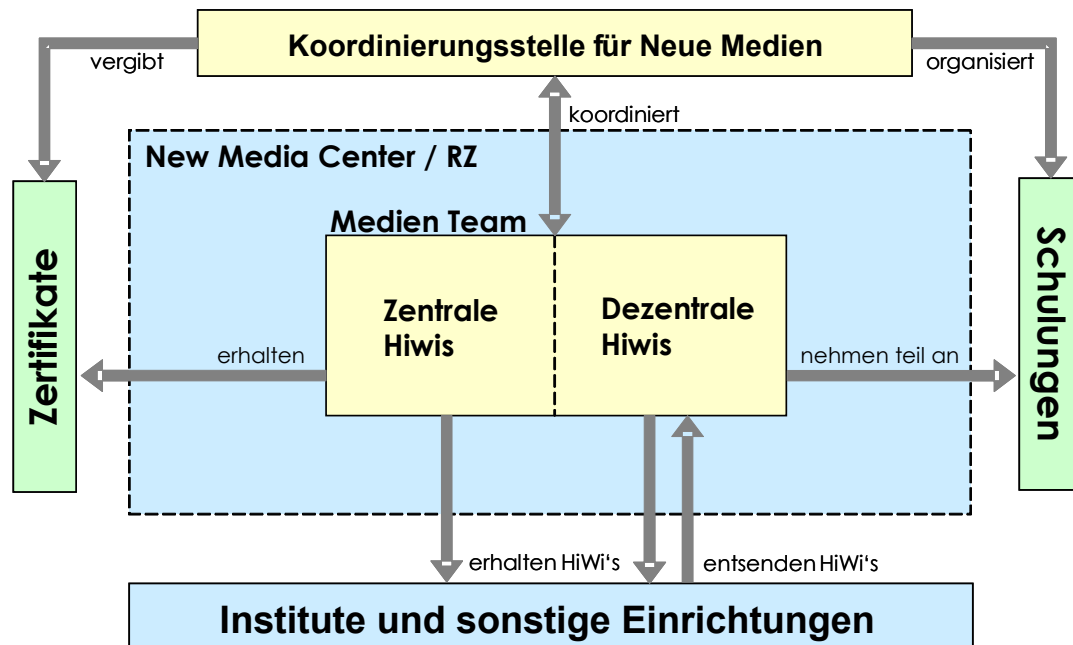 Koordinierungsstelle für Neue Medien
vergibt
organisiert
koordiniert
New Media Center / RZ
Medien Team
Zertifikate
Zentrale
Hiwis
Dezentrale
Hiwis
Schulungen
erhalten
nehmen teil an
erhalten HiWi‘s
entsenden HiWi‘s
Institute und sonstige Einrichtungen